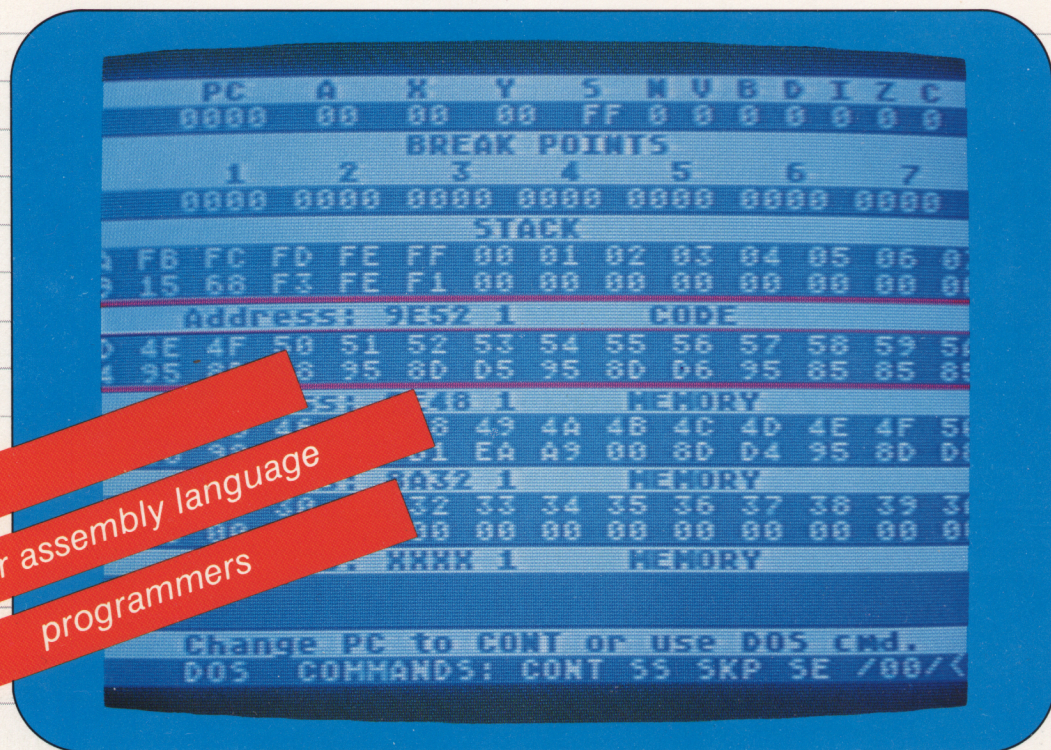 PC A X Y S N V B D I Z C
0000 00 00 00 FF 0 0 0 0 0 0 0
BREAK POINTS
1 2 3 4 5 6 7
0000 0000 0000 0000 0000 0000 0000
STACK
FB FC FD FE FF 00 01 02 03 04 05 06
15 68 F3 FE F1 00 00 00 00 00 00 00
Address: 9E52 1 CODE
4E 4F 50 51 52 53 54 55 56 57 58 59
95 95 8D D5 95 8D D6 95 85 85
48 1 MEMORY
49 4A 4B 4C 4D 4E 4F
EA A9 00 8D D4 95 8D
A32 1 MEMORY
32 33 34 35 36 37 38 39
00 00 00 00 00 00 00 00
XXXX 1 MEMORY
assembly language
programmers
Change PC to CONT or use DOS cmd.
DOS COMMANDS: CONT SS SKP SE /00/<